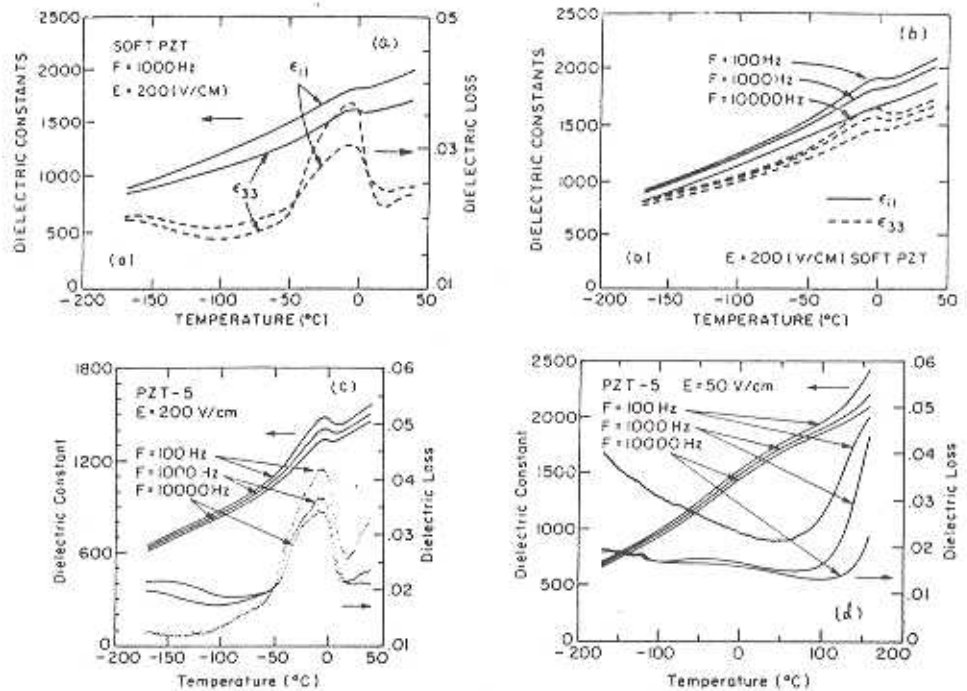 2500
2000
1500
1000
500
0
DIELECTRIC CONSTANTS
SOFT PZT
F = 1000 Hz
E = 200 (V/CM)
(a)
ε11
ε33
(a)
.05
.03
.01
DIELECTRIC LOSS
-200 -150 -100 -50 0 50
TEMPERATURE (°C)
2500
2000
1500
1000
500
0
DIELECTRIC CONSTANTS
(b)
F = 100 Hz
F = 1000 Hz
F = 10000 Hz
ε11
ε33
(b)
E = 200 (V/CM) SOFT PZT
-200 -150 -100 -50 0 50
TEMPERATURE (°C)
1800
1200
600
0
Dielectric Constant
PZT-5
E = 200 V/cm
(c)
F = 100 Hz
F = 1000 Hz
F = 10000 Hz
.06
.05
.04
.03
.02
.01
Dielectric Loss
-200 -150 -100 -50 0 50
Temperature (°C)
2500
2000
1500
1000
500
0
Dielectric Constant
PZT-5 E = 50 V/cm
F = 100 Hz
F = 1000 Hz
F = 10000 Hz
(d)
.06
.05
.04
.03
.02
.01
0
Dielectric Loss
-200 -100 0 100 200
Temperature (°C)